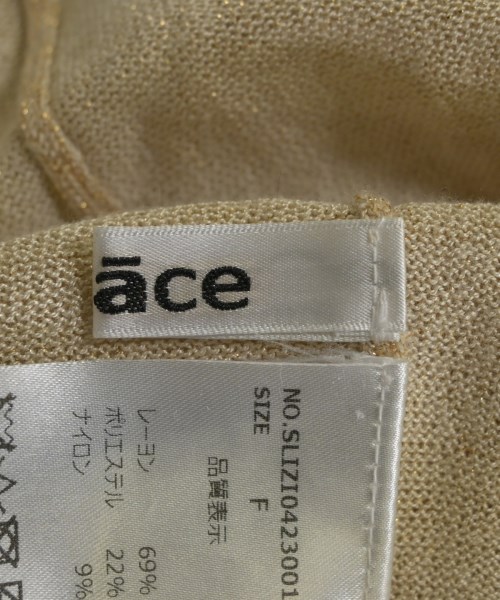 āce
NO.SLIZI0423001
SIZE F
品質表示
レーヨン 69%
ポリエステル 22%
ナイロン 9%